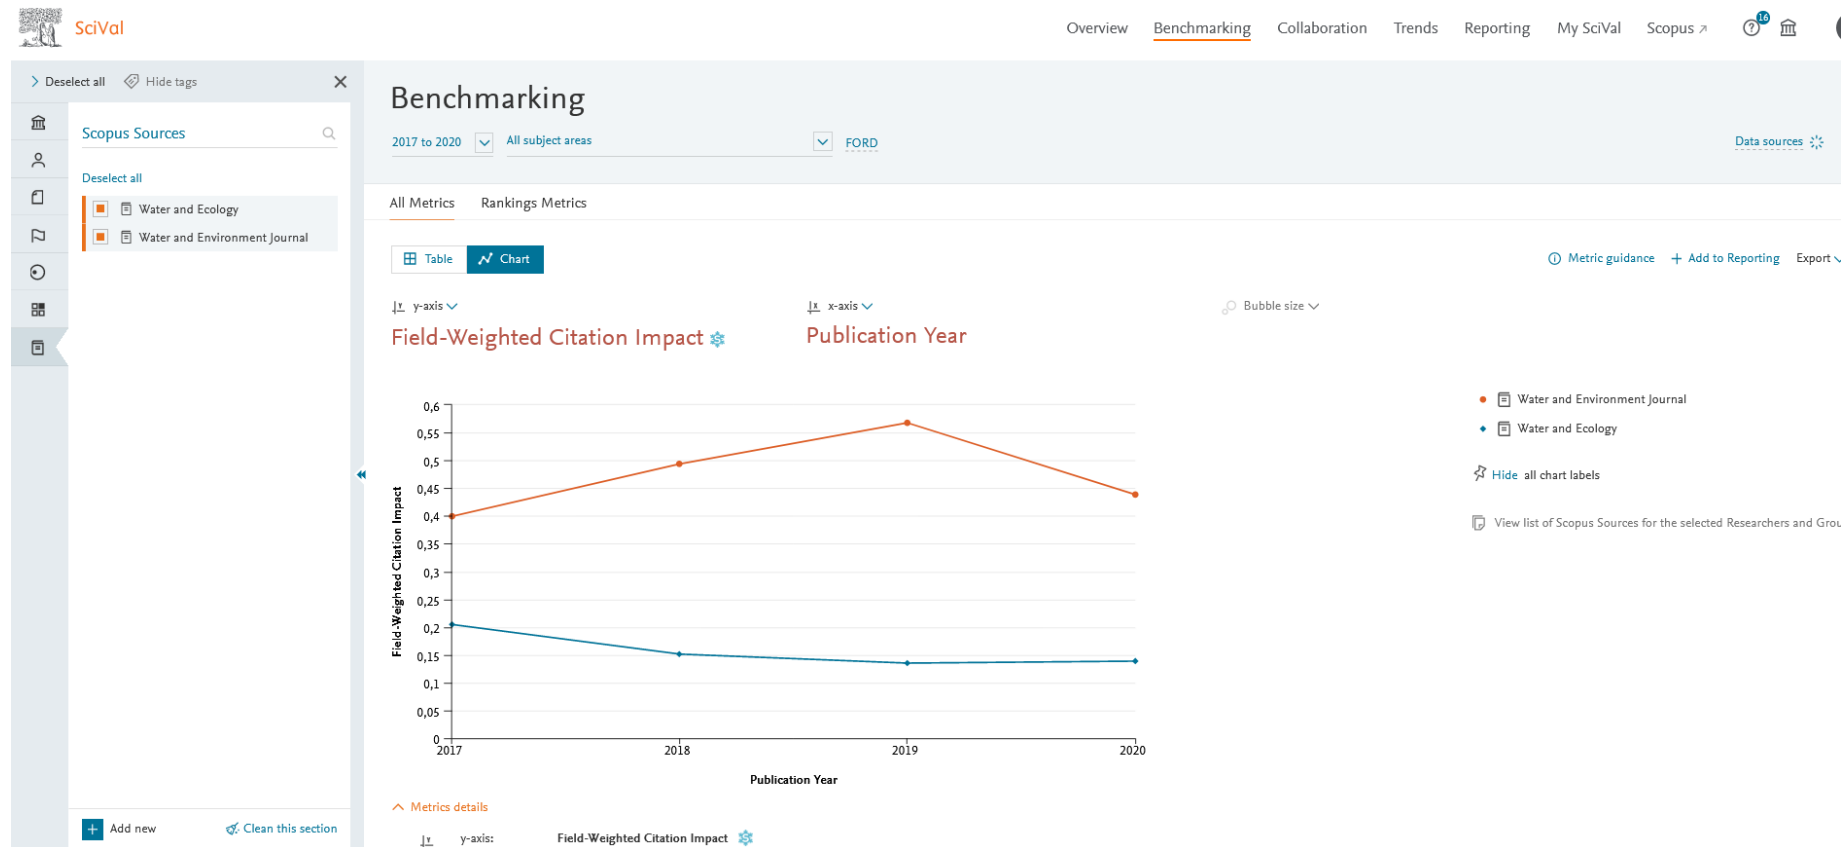 SciVal
Overview Benchmarking Collaboration Trends Reporting My SciVal Scopus 16
Deselect all Hide tags
Scopus Sources
Deselect all
Water and Ecology
Water and Environment Journal
Add new Clean this section
Benchmarking
2017 to 2020 All subject areas FORD Data sources
All Metrics Rankings Metrics
Table Chart Metric guidance Add to Reporting Export
y-axis x-axis Bubble size
Field-Weighted Citation Impact Publication Year
Water and Environment Journal
Water and Ecology
Hide all chart labels
View list of Scopus Sources for the selected Researchers and Grou
Field-Weighted Citation Impact
0,6
0,55
0,5
0,45
0,4
0,35
0,3
0,25
0,2
0,15
0,1
0,05
0
2017 2018 2019 2020
Publication Year
Metrics details
y-axis: Field-Weighted Citation Impact